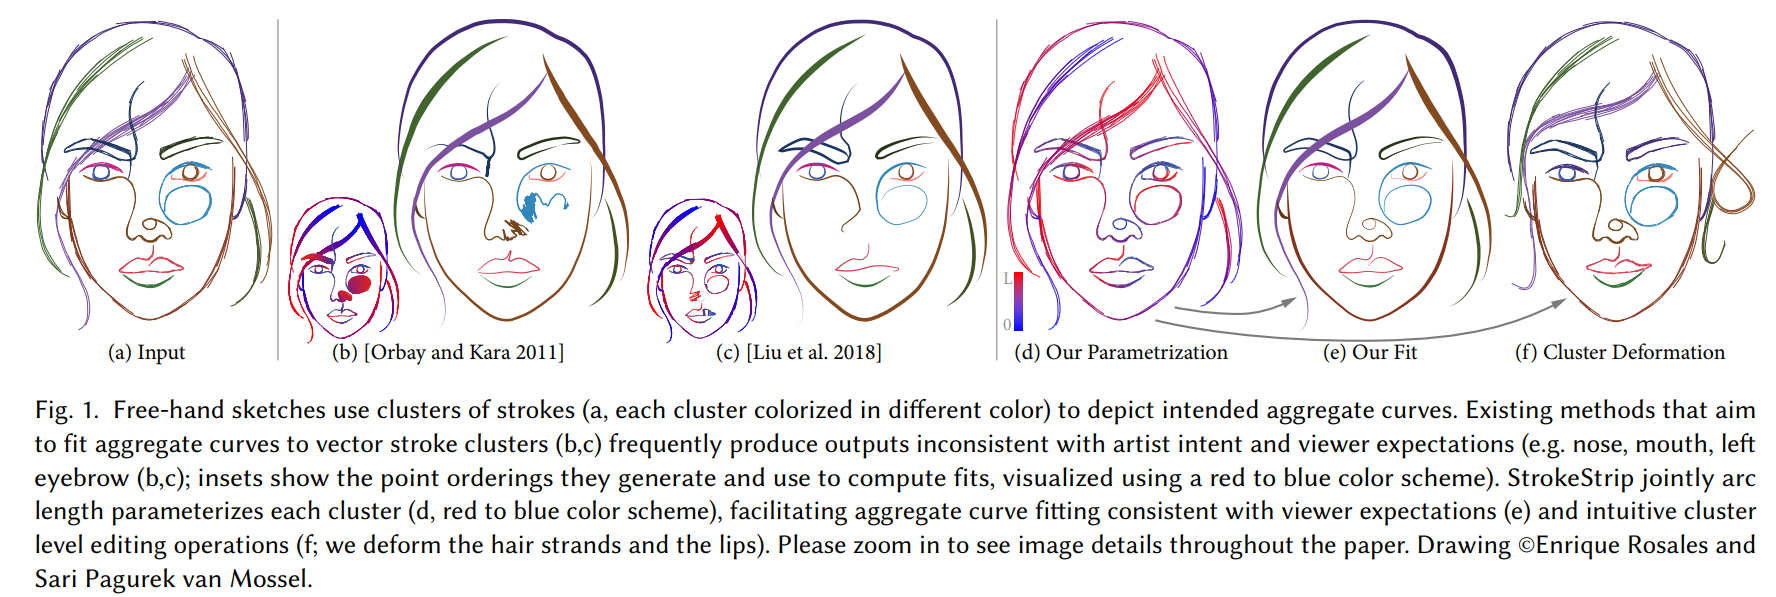 L
0
(a) Input
(b) [Orbay and Kara 2011]
(c) [Liu et al. 2018]
(d) Our Parametrization
(e) Our Fit
(f) Cluster Deformation
Fig. 1. Free-hand sketches use clusters of strokes (a, each cluster colorized in different color) to depict intended aggregate curves. Existing methods that aim
to fit aggregate curves to vector stroke clusters (b,c) frequently produce outputs inconsistent with artist intent and viewer expectations (e.g. nose, mouth, left
eyebrow (b,c); insets show the point orderings they generate and use to compute fits, visualized using a red to blue color scheme). StrokeStrip jointly arc
length parameterizes each cluster (d, red to blue color scheme), facilitating aggregate curve fitting consistent with viewer expectations (e) and intuitive cluster
level editing operations (f; we deform the hair strands and the lips). Please zoom in to see image details throughout the paper. Drawing ©Enrique Rosales and
Sari Pagurek van Mossel.